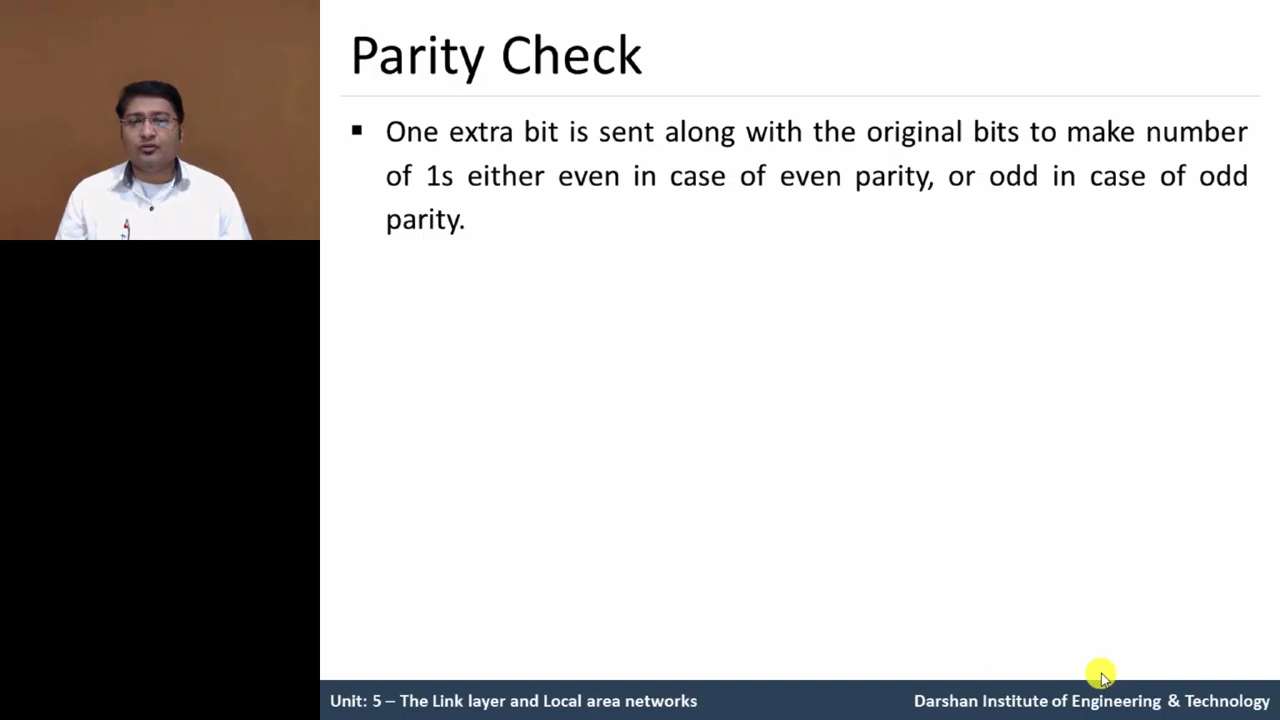 Parity Check
▪ One extra bit is sent along with the original bits to make number
of 1s either even in case of even parity, or odd in case of odd
parity.
Unit: 5 – The Link layer and Local area networks
Darshan Institute of Engineering & Technology